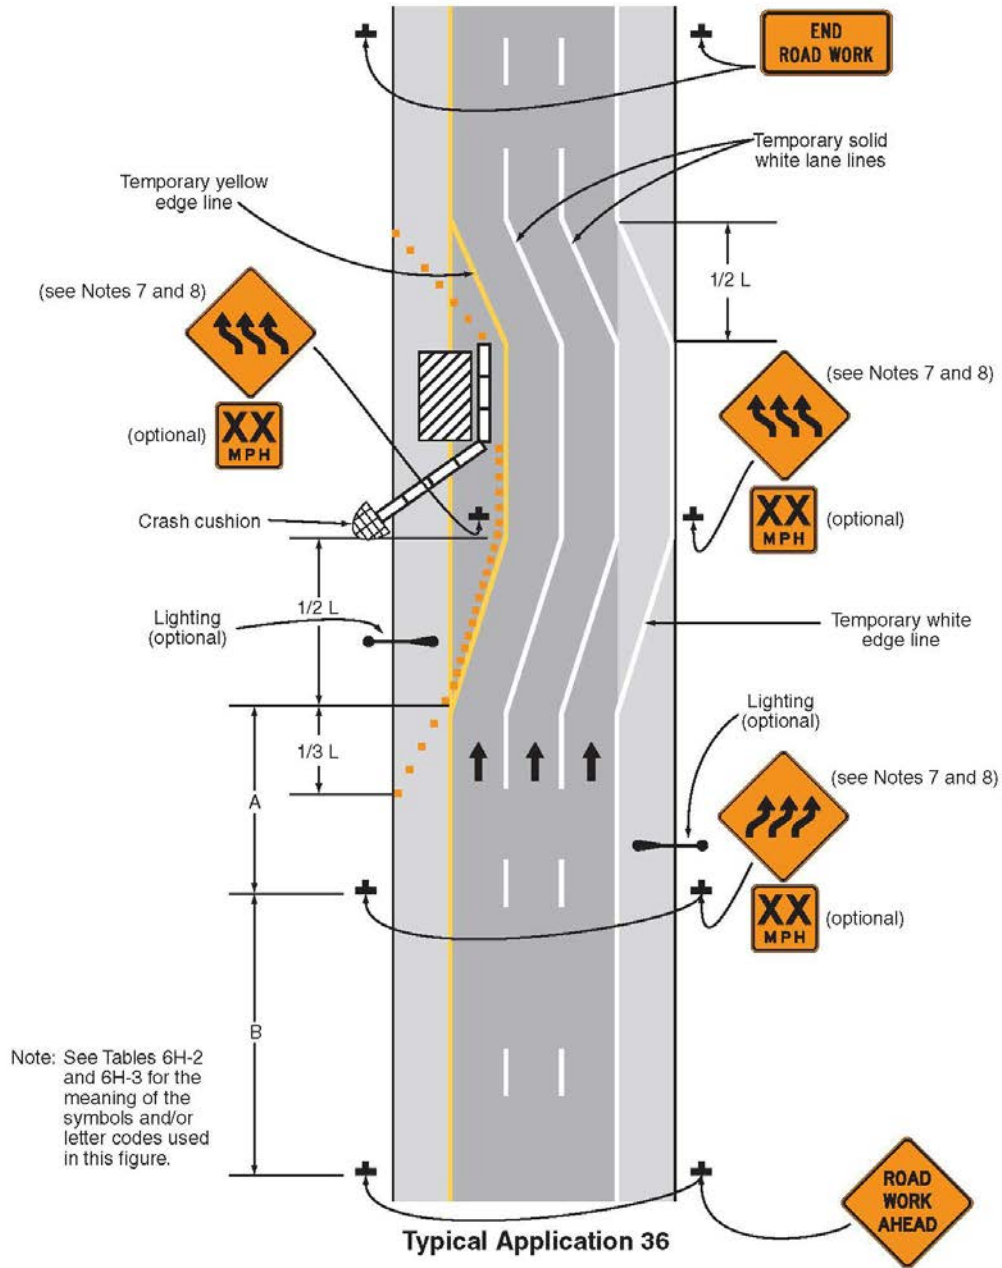 END
ROAD WORK
Temporary solid
white lane lines
Temporary yellow
edge line
1/2 L
(see Notes 7 and 8)
(see Notes 7 and 8)
(optional)
XX
MPH
XX
MPH
(optional)
Crash cushion
1/2 L
Lighting
(optional)
Temporary white
edge line
Lighting
(optional)
1/3 L
(see Notes 7 and 8)
A
XX
MPH
(optional)
B
Note: See Tables 6H-2
and 6H-3 for the
meaning of the
symbols and/or
letter codes used
in this figure.
ROAD
WORK
AHEAD
Typical Application 36